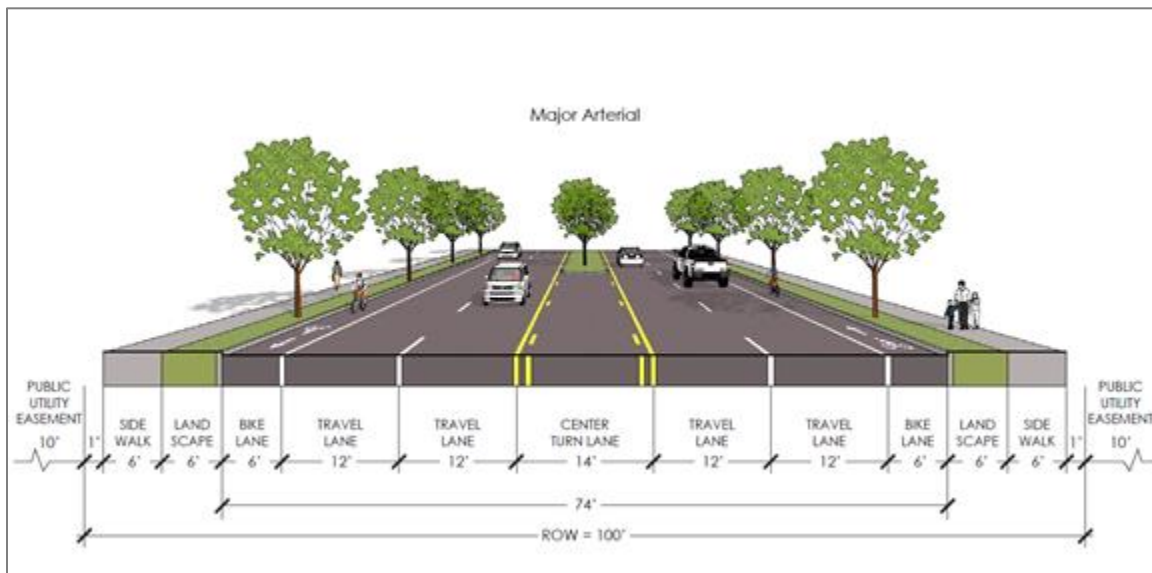 Major Arterial
PUBLIC
UTILITY
EASEMENT
10'
1'
SIDE
WALK
6'
LAND
SCAPE
6'
BIKE
LANE
6'
TRAVEL
LANE
12'
TRAVEL
LANE
12'
CENTER
TURN LANE
14'
TRAVEL
LANE
12'
TRAVEL
LANE
12'
BIKE
LANE
6'
LAND
SCAPE
6'
SIDE
WALK
6'
1'
PUBLIC
UTILITY
EASEMENT
10'
74'
ROW = 100'